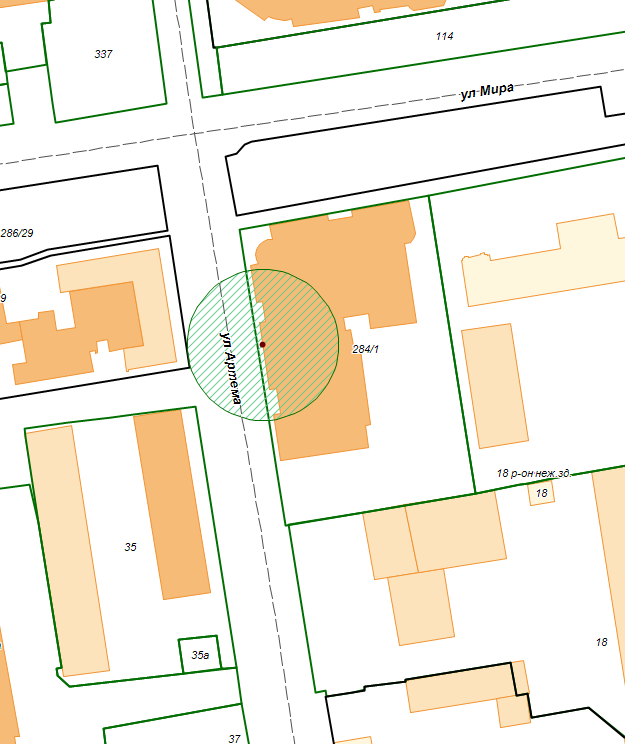 337
114
ул Мира
286/29
9
ул Артема
284/1
18 р-он неж.зд.
18
35
35а
18
37